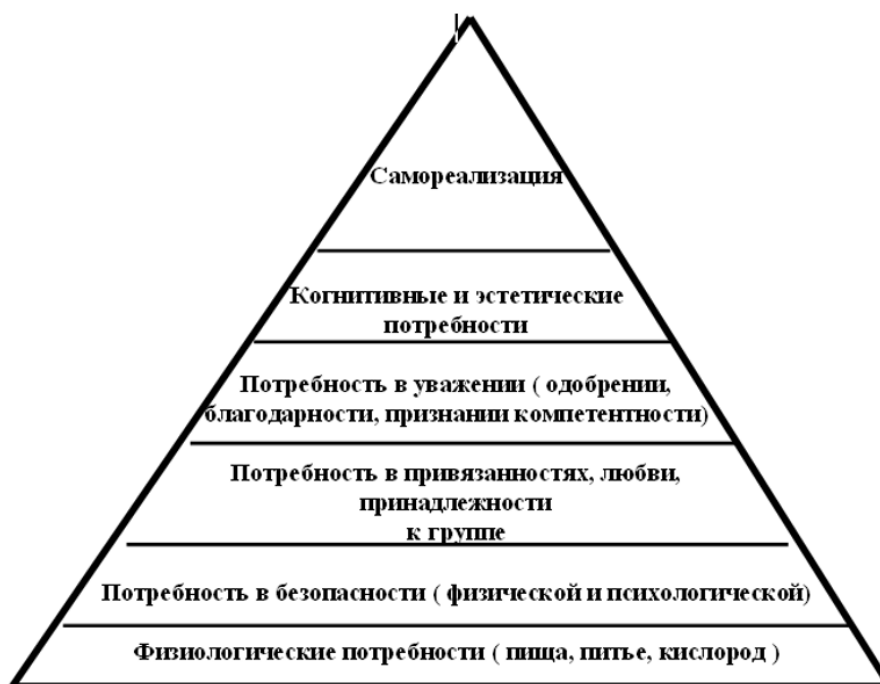 Самореализация
Когнитивные и эстетические
потребности
Потребность в уважении ( одобрении,
благодарности, признании компетентности)
Потребность в привязанностях, любви,
принадлежности
к группе
Потребность в безопасности ( физической и психологической)
Физиологические потребности ( пища, питье, кислород )